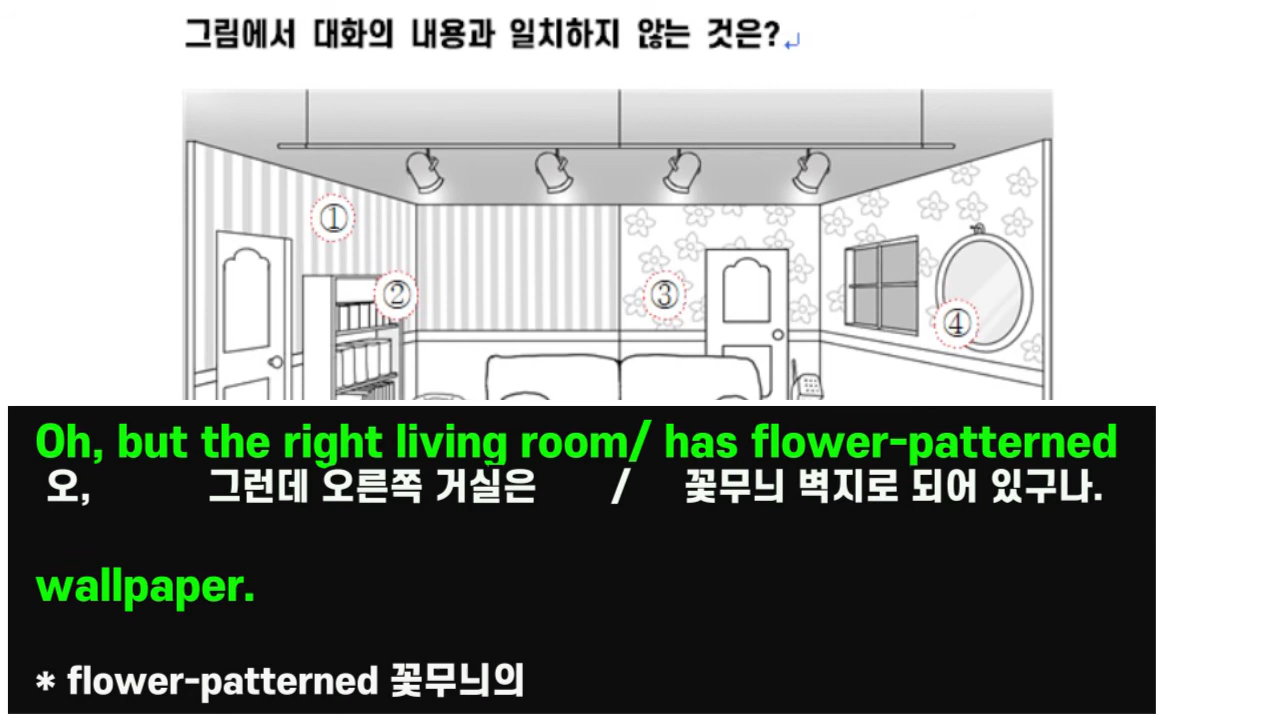 그림에서 대화의 내용과 일치하지 않는 것은?↵
①
②
③
④
Oh, but the right living room/ has flower-patterned
오, 그런데 오른쪽 거실은 / 꽃무늬 벽지로 되어 있구나.
wallpaper.
* flower-patterned 꽃무늬의